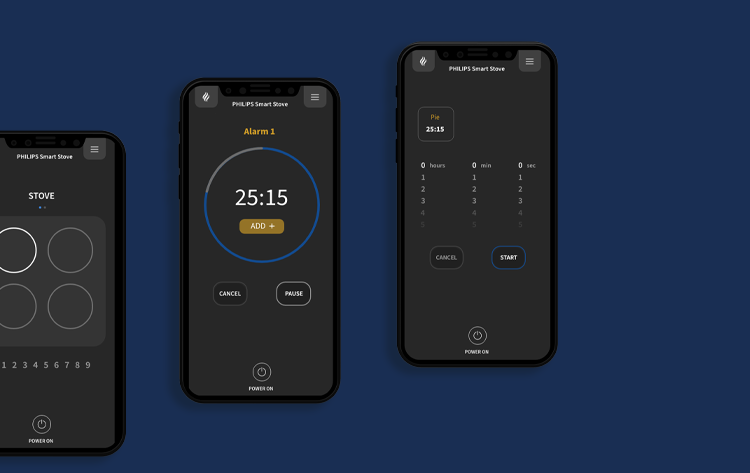 PHILIPS Smart Stove
STOVE
1 2 3 4 5 6 7 8 9
POWER ON
PHILIPS Smart Stove
Alarm 1
25:15
ADD +
CANCEL PAUSE
POWER ON
PHILIPS Smart Stove
Pie
25:15
0 hours 0 min 0 sec
1 1 1
2 2 2
3 3 3
4 4 4
5 5 5
CANCEL START
POWER ON